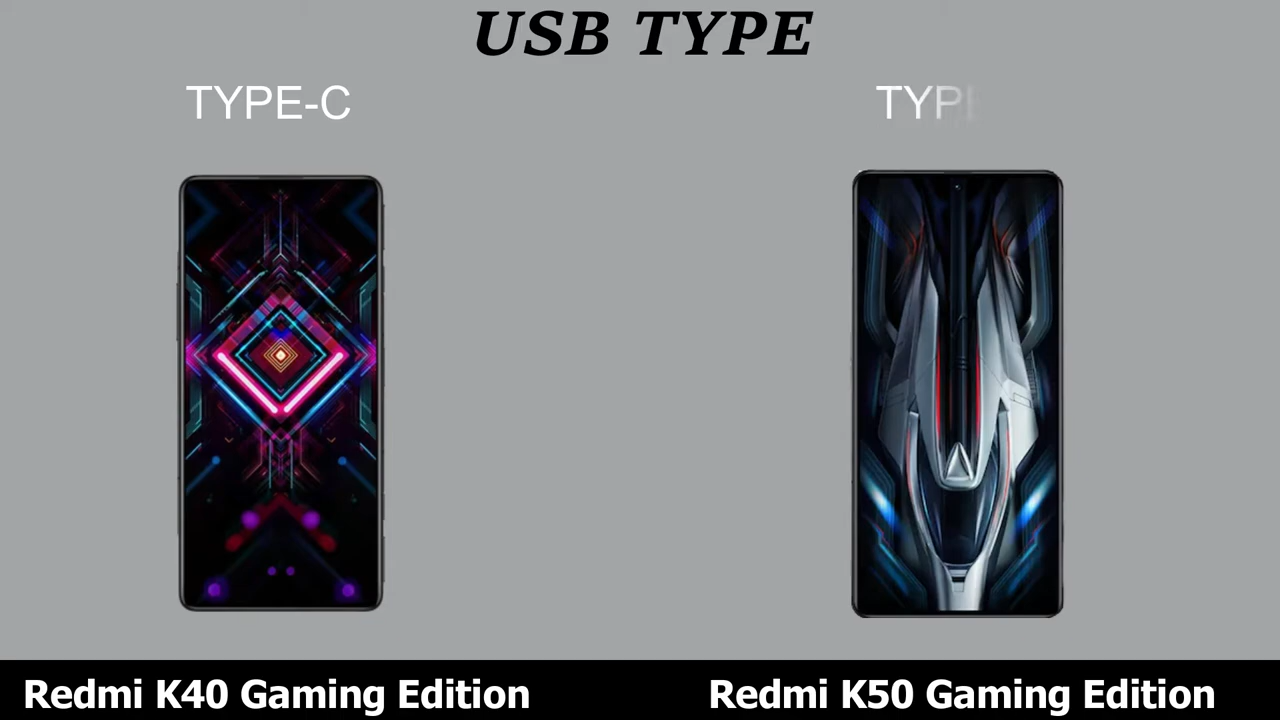 USB TYPE
TYPE-C
Redmi K40 Gaming Edition
Redmi K50 Gaming Edition